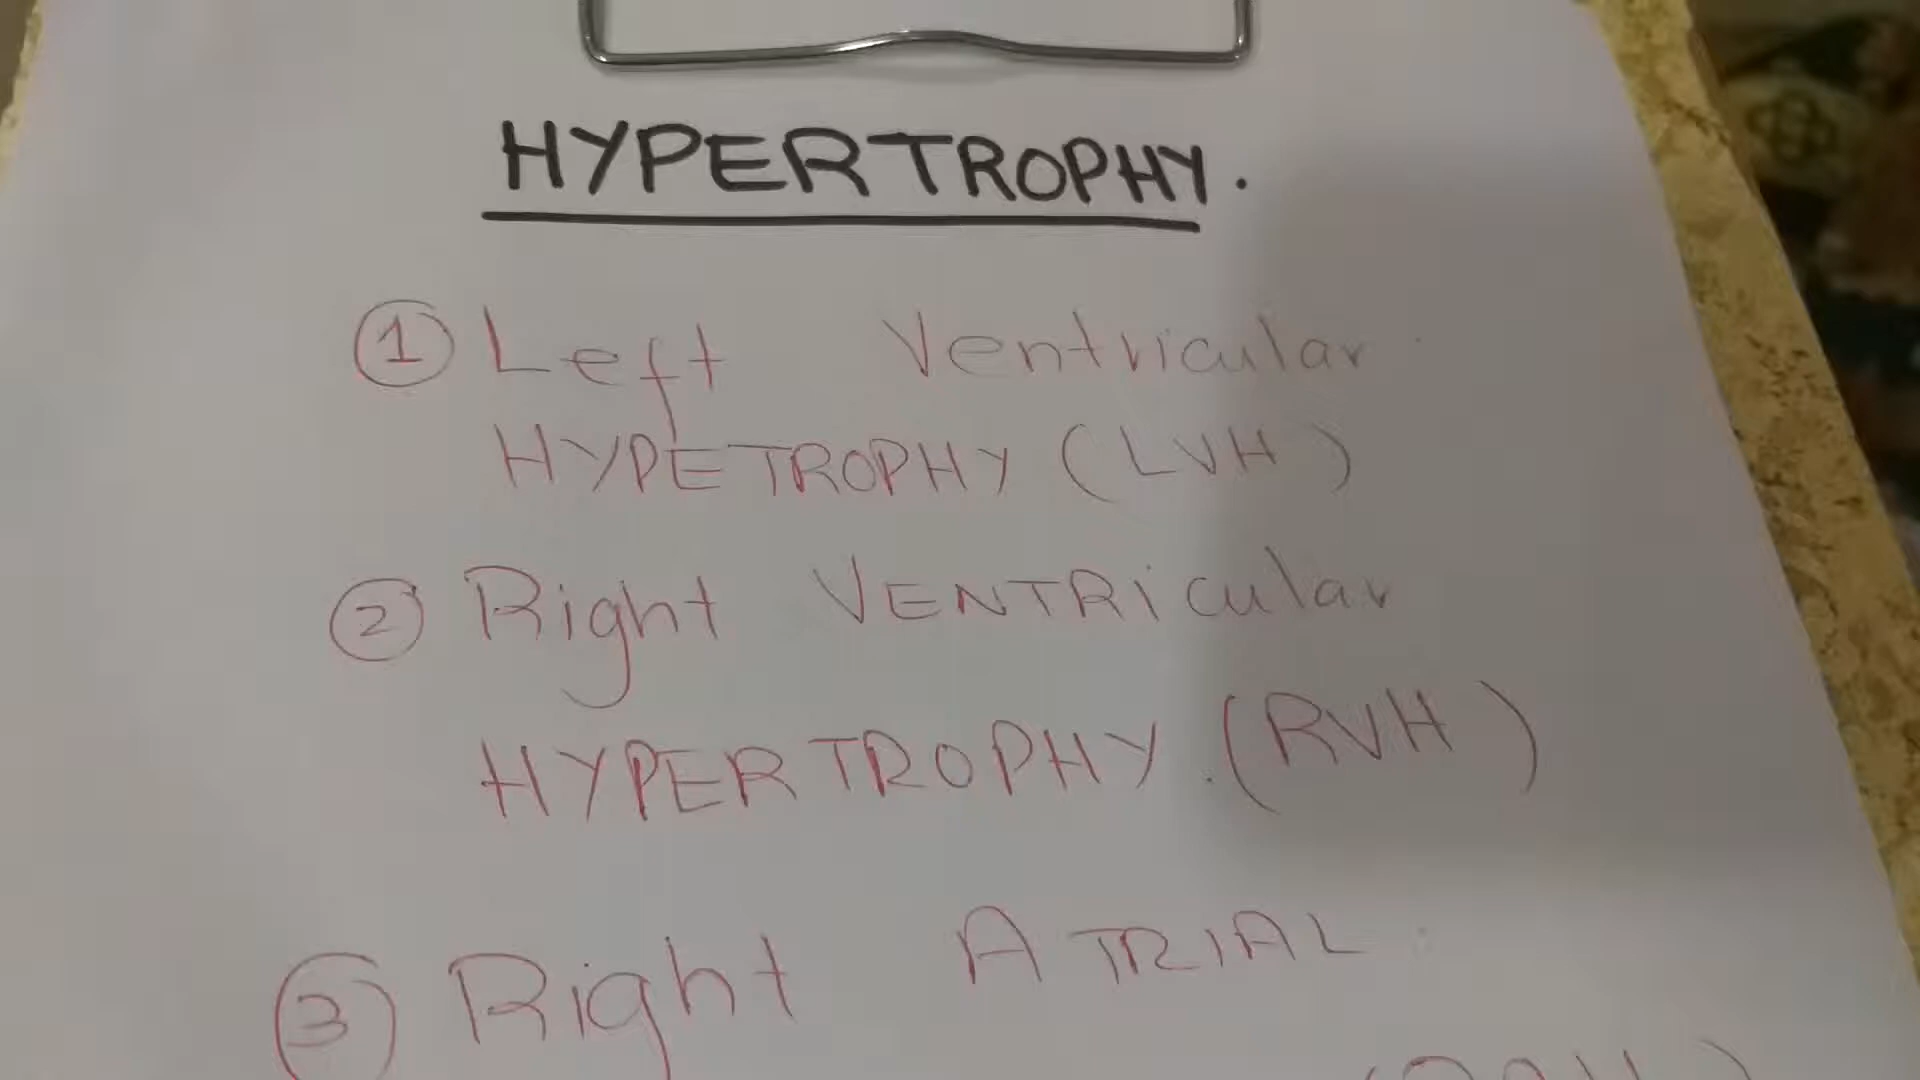 HYPERTROPHY.
① Left Ventricular
HYPETROPHY (LVH)
② Right VENTRicular
HYPERTROPHY. (RVH)
③ Right ATRIAL